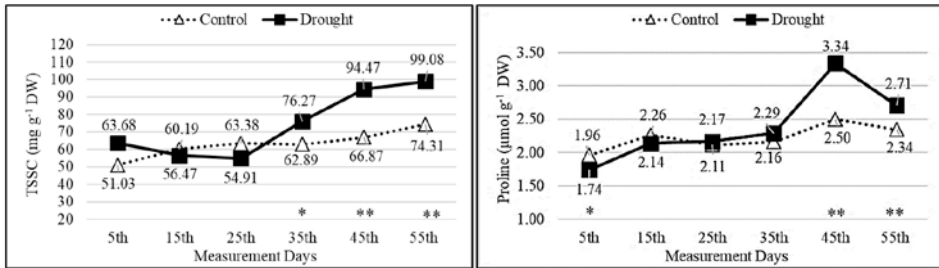 Control Drought
120
110
100
90
80
70
60
50
40
30
20
TSSC (mg g⁻¹ DW)
63.68 60.19 63.38 76.27 94.47 99.08
51.03 56.47 54.91 62.89 66.87 74.31
* ** **
5th 15th 25th 35th 45th 55th
Measurement Days
Control Drought
3.50
3.00
2.50
2.00
1.50
1.00
Proline (µmol g⁻¹ DW)
1.96 2.26 2.17 2.29 3.34 2.71
1.74 2.14 2.11 2.16 2.50 2.34
* ** **
5th 15th 25th 35th 45th 55th
Measurement Days